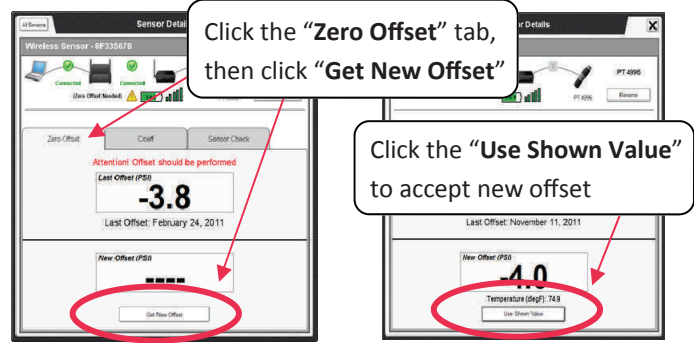 All Sensors
Sensor Detail
Wireless Sensor - 8F335678
Connected
Connected
(Zero Offset Needed)
Click the “Zero Offset” tab,
then click “Get New Offset”
Zero Offset
Coeff
Sensor Check
Attention! Offset should be performed
Last Offset (PSI)
-3.8
Last Offset: February 24, 2011
New Offset (PSI)
----
Get New Offset
or Details
X
PT 4996
PT 4996
Rename
Click the “Use Shown Value”
to accept new offset
Last Offset: November 11, 2011
New Offset (PSI)
-4.0
Temperature (degF): 74.9
Use Shown Value